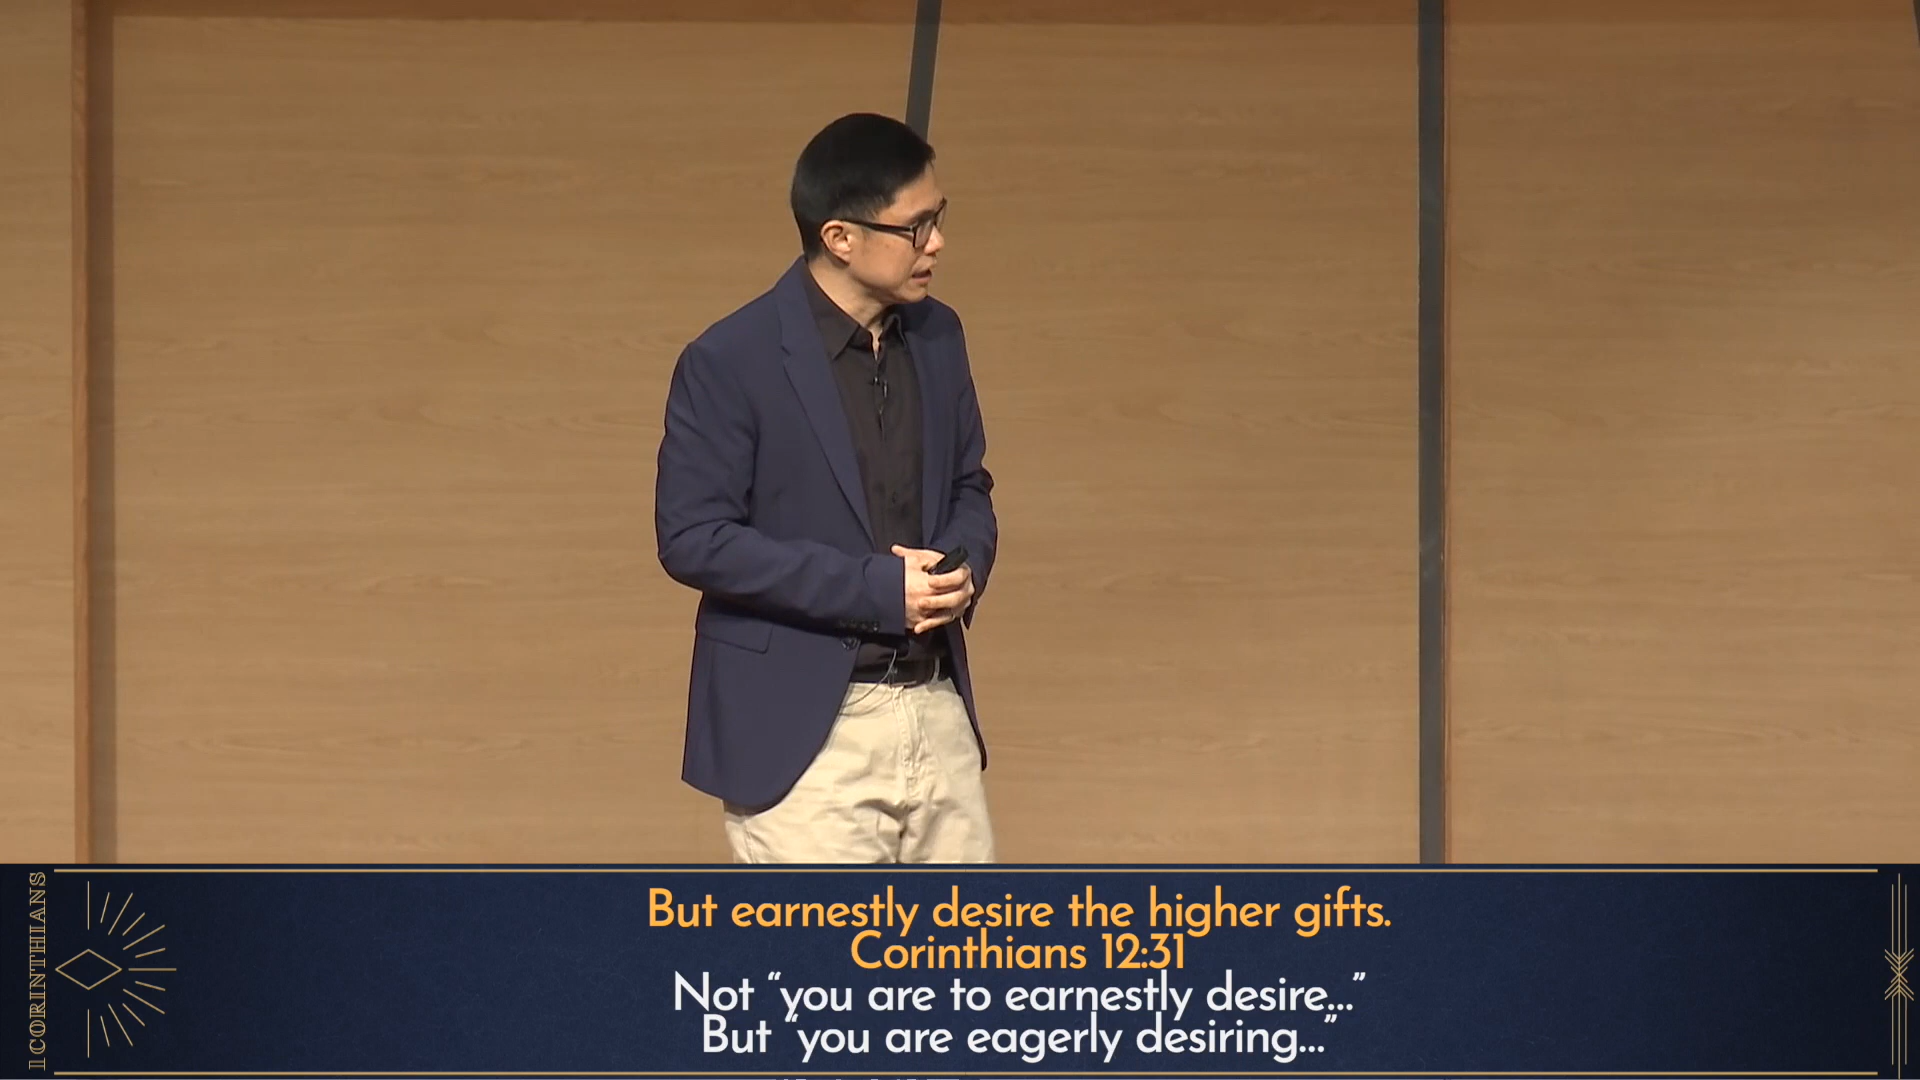 1 CORINTHIANS
But earnestly desire the higher gifts.
Corinthians 12:31
Not “you are to earnestly desire...”
But “you are eagerly desiring...”